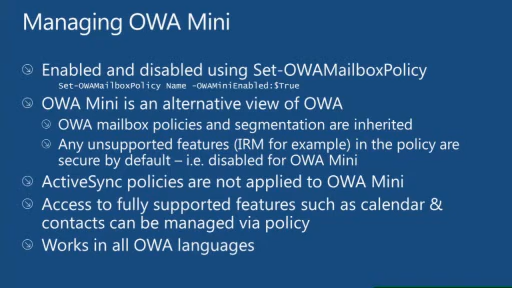 Managing OWA Mini
Enabled and disabled using Set-OWAMailboxPolicy
Set-OWAMailboxPolicy Name -OWAMiniEnabled:$True
OWA Mini is an alternative view of OWA
OWA mailbox policies and segmentation are inherited
Any unsupported features (IRM for example) in the policy are
secure by default – i.e. disabled for OWA Mini
ActiveSync policies are not applied to OWA Mini
Access to fully supported features such as calendar &
contacts can be managed via policy
Works in all OWA languages